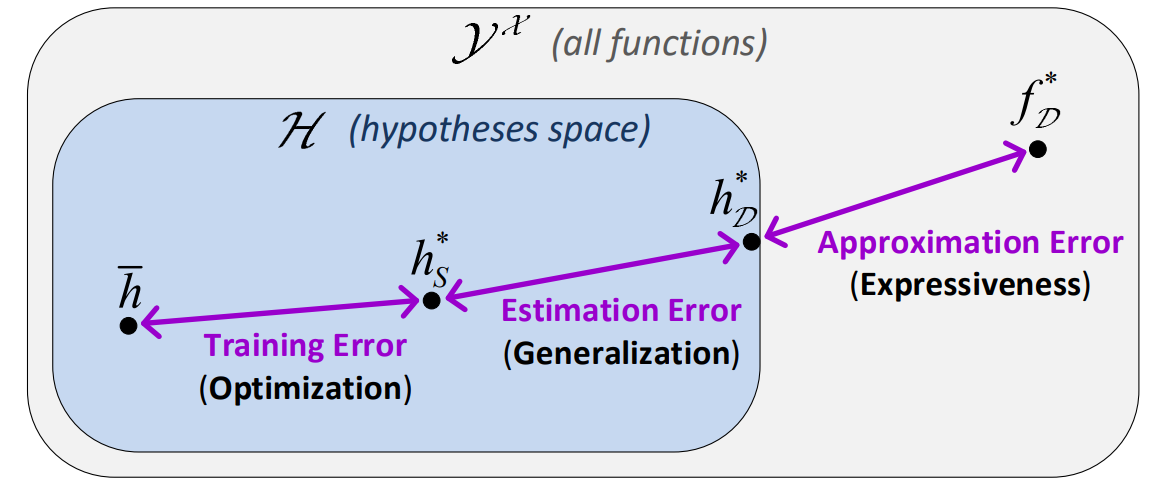 𝒴^𝒳 (all functions)
ℋ (hypotheses space)
f*_𝒟
h*_𝒟
h*_S
h̅
Approximation Error
(Expressiveness)
Estimation Error
(Generalization)
Training Error
(Optimization)